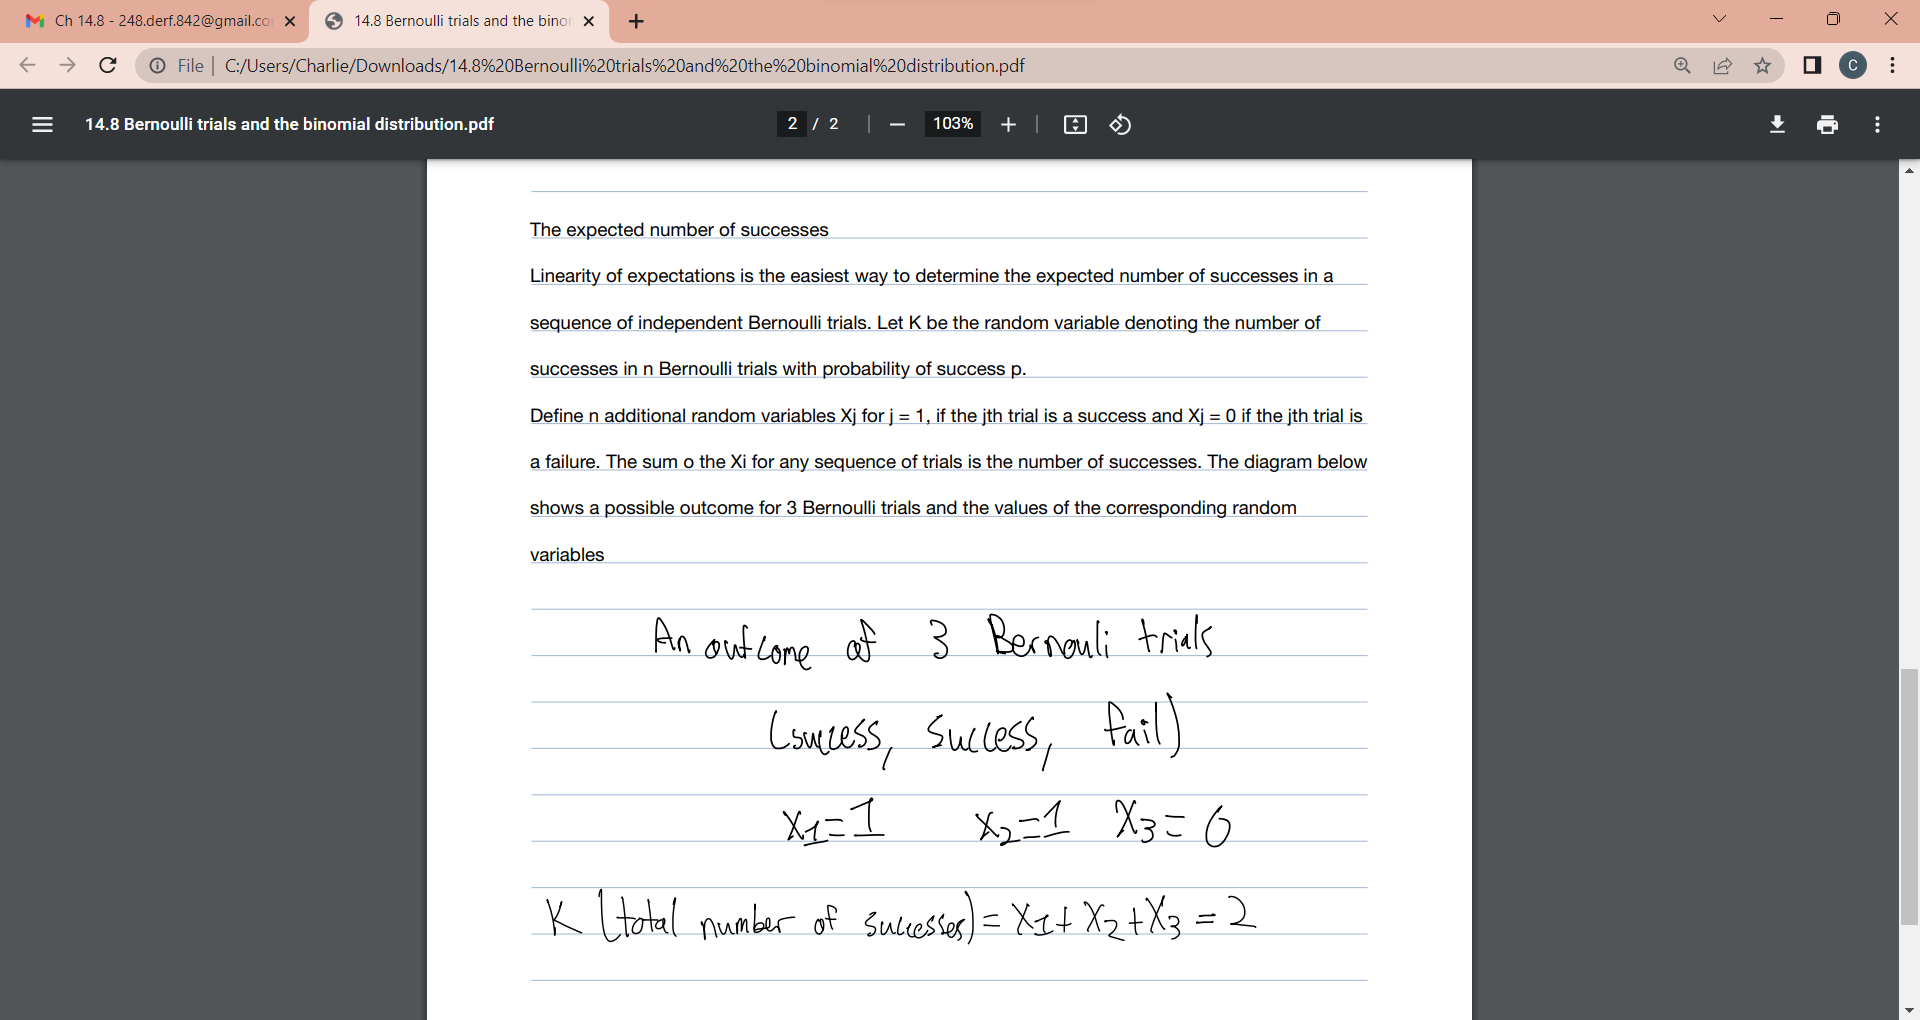 Ch 14.8 - 248.derf.842@gmail.co
14.8 Bernoulli trials and the binor
File | C:/Users/Charlie/Downloads/14.8%20Bernoulli%20trials%20and%20the%20binomial%20distribution.pdf
C
14.8 Bernoulli trials and the binomial distribution.pdf
2 / 2 | — 103% + |
The expected number of successes
Linearity of expectations is the easiest way to determine the expected number of successes in a
sequence of independent Bernoulli trials. Let K be the random variable denoting the number of
successes in n Bernoulli trials with probability of success p.
Define n additional random variables Xj for j = 1, if the jth trial is a success and Xj = 0 if the jth trial is
a failure. The sum o the Xi for any sequence of trials is the number of successes. The diagram below
shows a possible outcome for 3 Bernoulli trials and the values of the corresponding random
variables
An outcome of 3 Bernouli trials
(success, success, fail)
X1=1 X2=1 X3=0
K (total number of successes) = X1+X2+X3 = 2